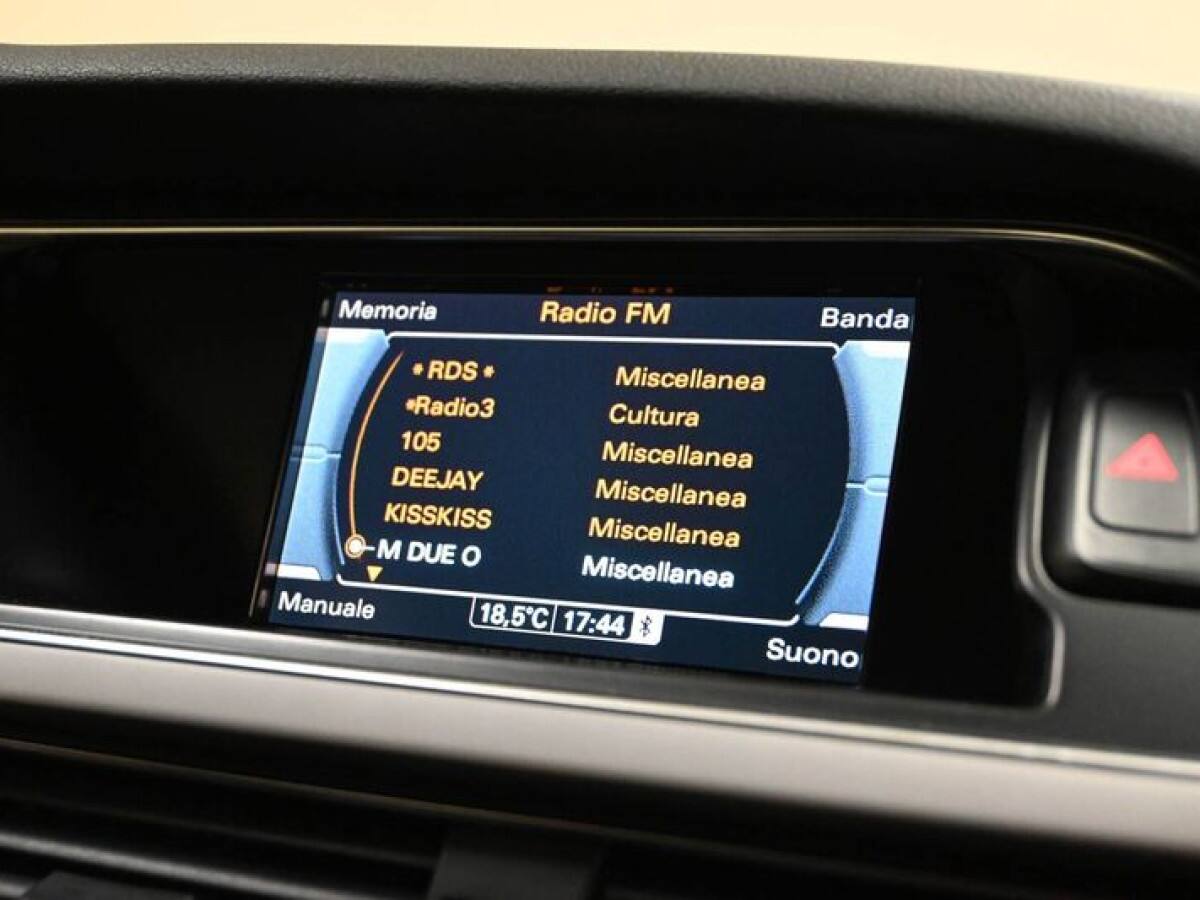 Memoria Radio FM Banda
*RDS* Miscellanea
*Radio3 Cultura
105 Miscellanea
DEEJAY Miscellanea
KISSKISS Miscellanea
M DUE O Miscellanea
Manuale 18,5°C 17:44 Suono